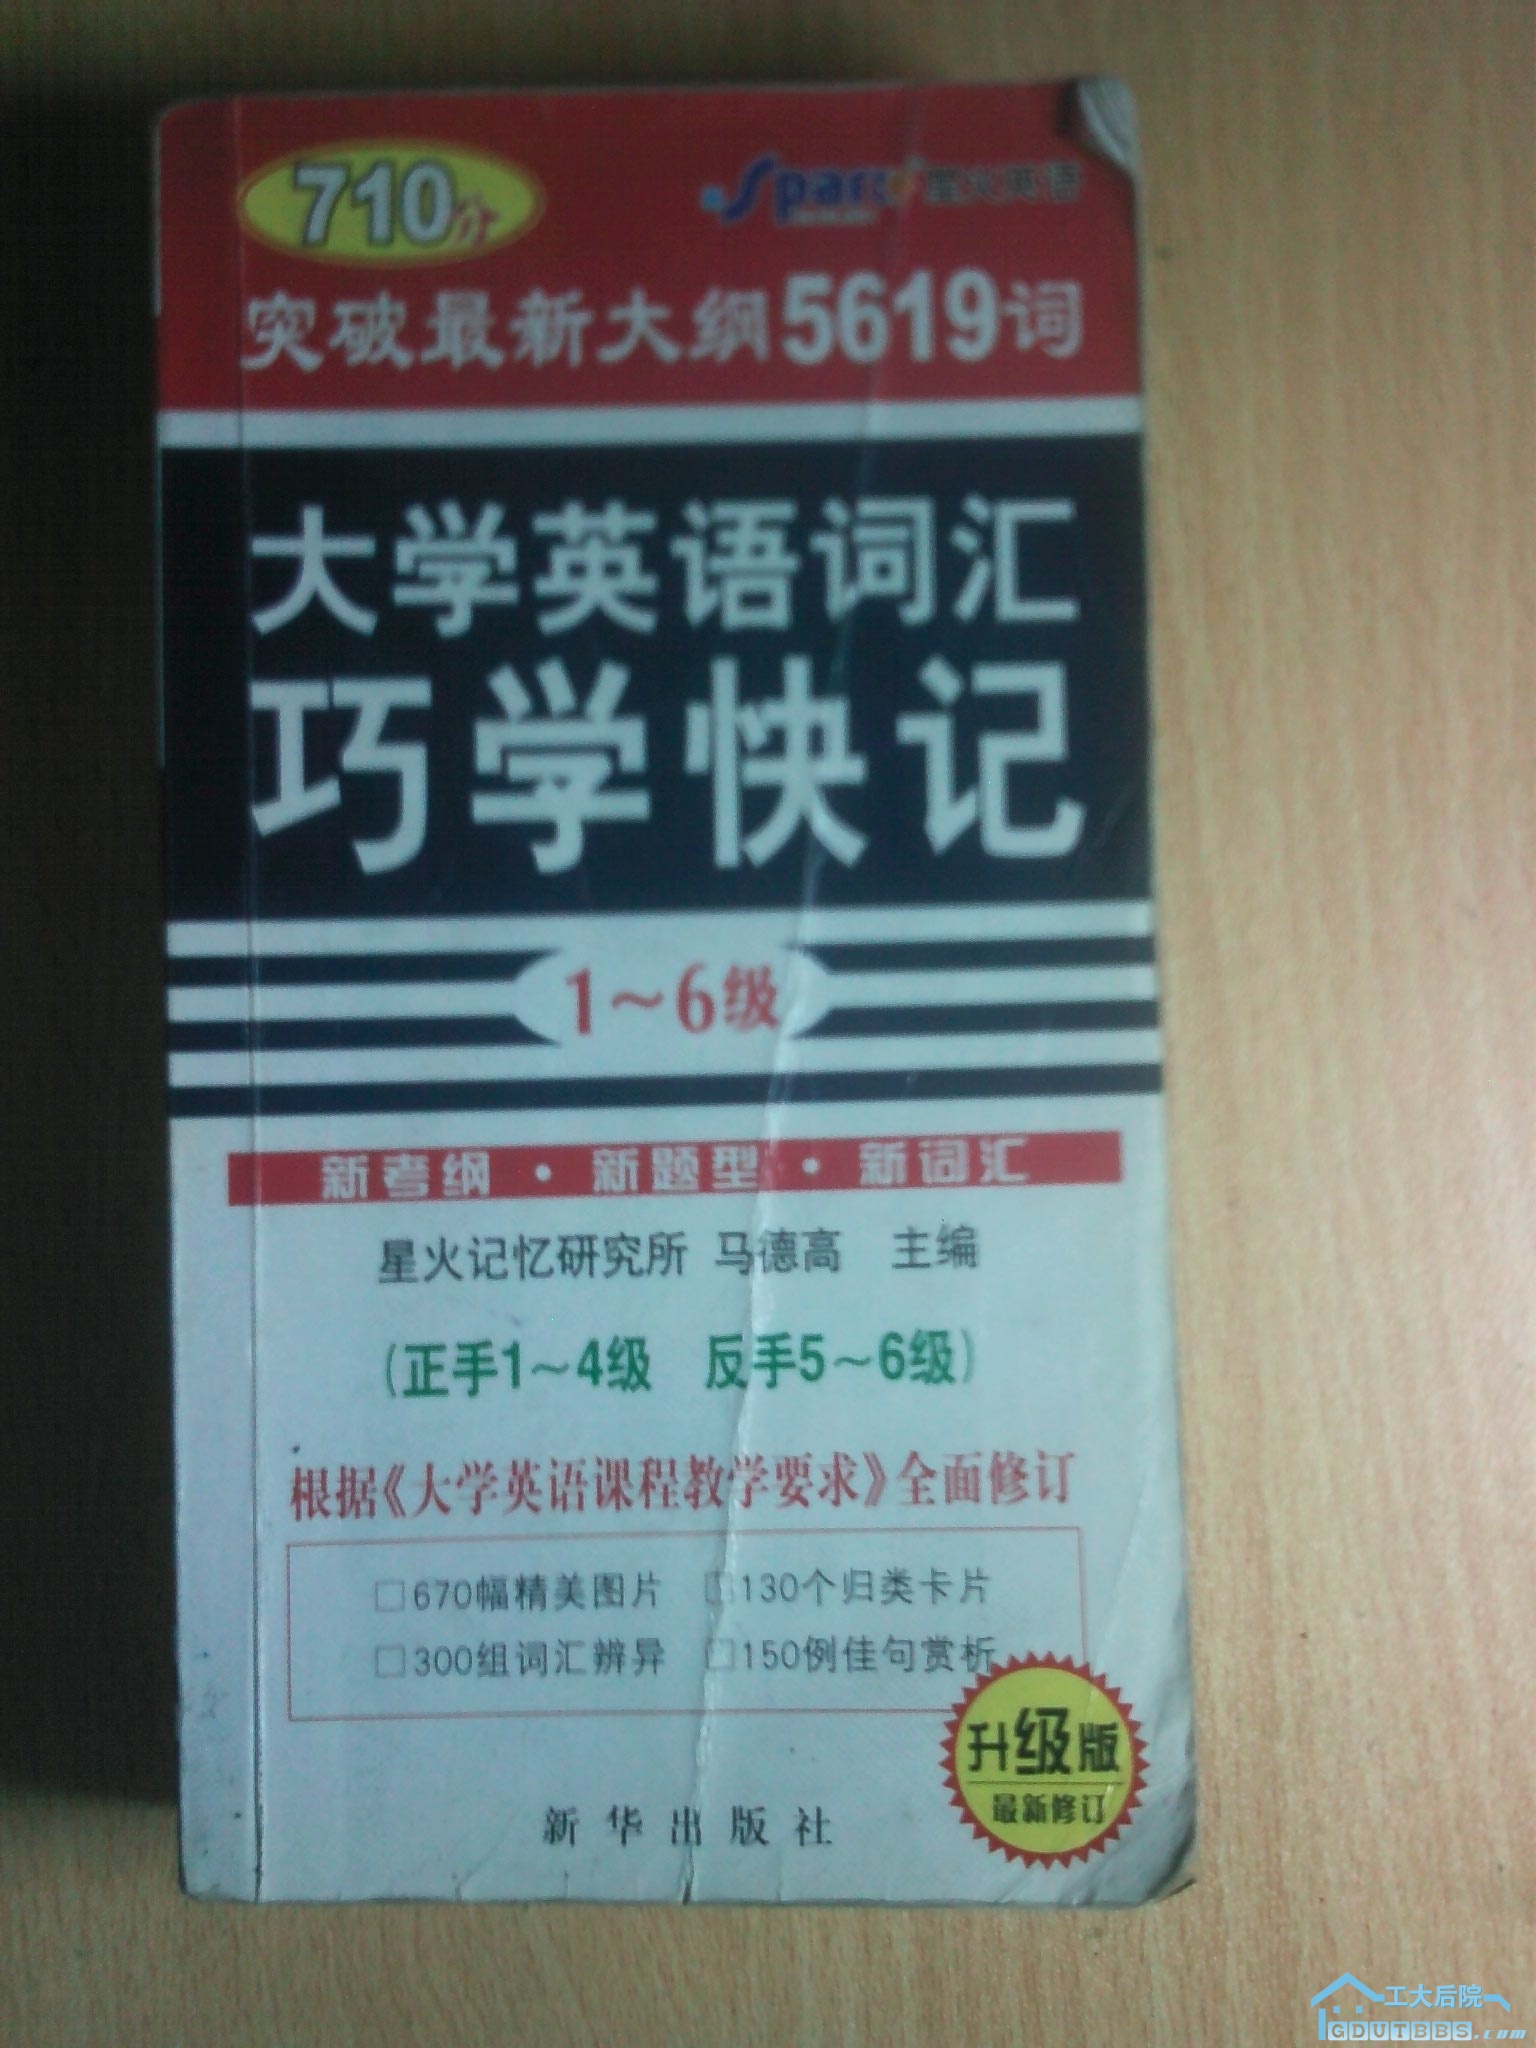 710分
星火英语
突破最新大纲5619词
大学英语词汇
巧学快记
1~6级
新考纲·新题型·新词汇
星火记忆研究所 马德高 主编
(正手1~4级 反手5~6级)
根据《大学英语课程教学要求》全面修订
□670幅精美图片 □130个归类卡片
□300组词汇辨异 □150例佳句赏析
升级版
最新修订
新华出版社
工大后院
GDUTBBS.com